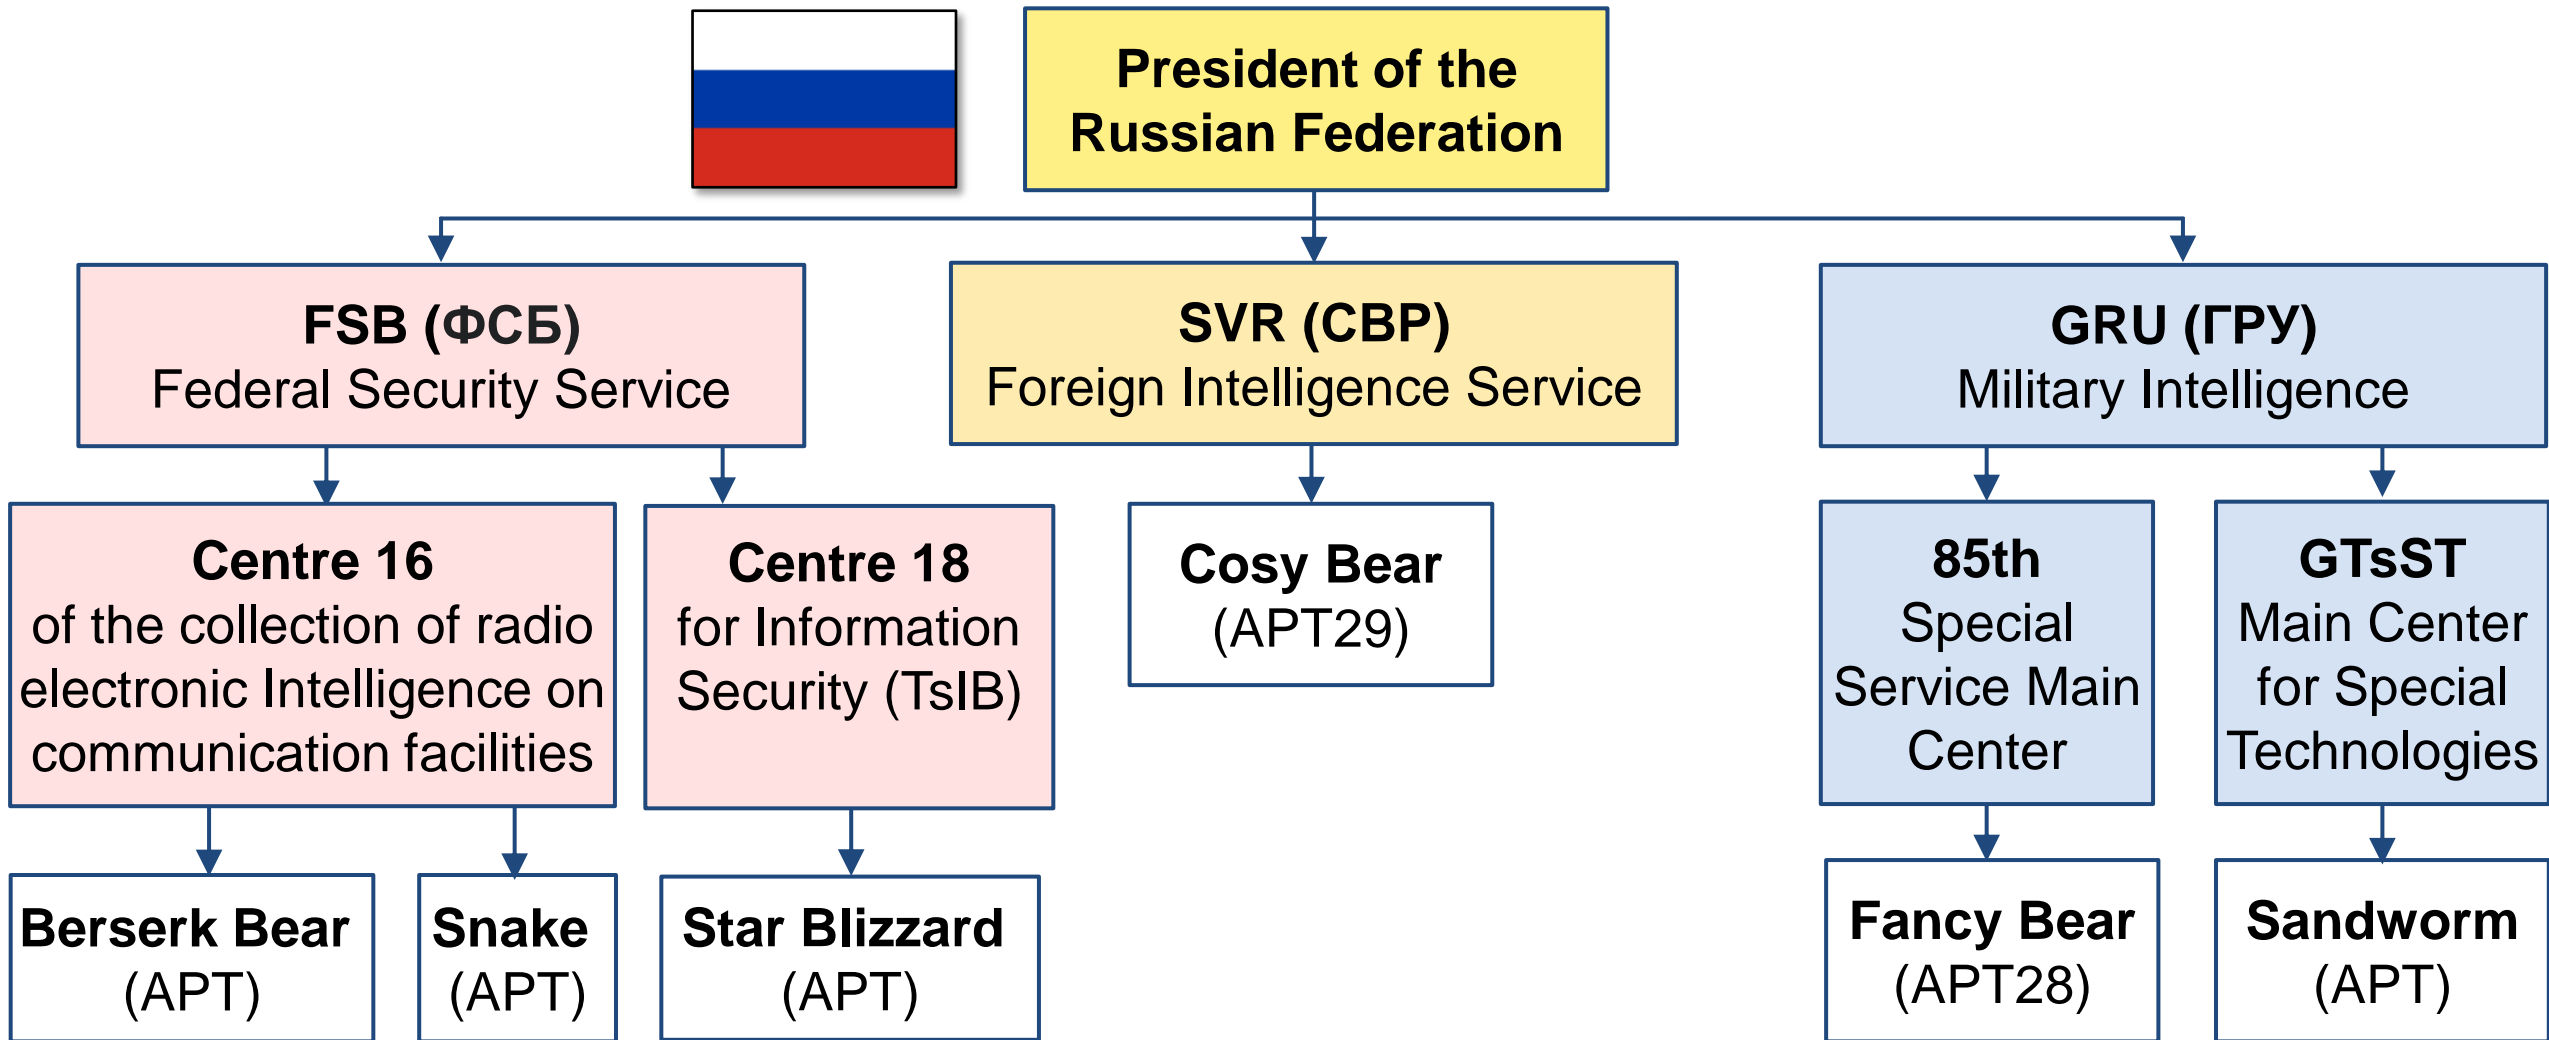 President of the
Russian Federation
FSB (ФСБ)
Federal Security Service
SVR (СВР)
Foreign Intelligence Service
GRU (ГРУ)
Military Intelligence
Centre 16
of the collection of radio
electronic Intelligence on
communication facilities
Centre 18
for Information
Security (TsIB)
Cosy Bear
(APT29)
85th
Special
Service Main
Center
GTsST
Main Center
for Special
Technologies
Berserk Bear
(APT)
Snake
(APT)
Star Blizzard
(APT)
Fancy Bear
(APT28)
Sandworm
(APT)